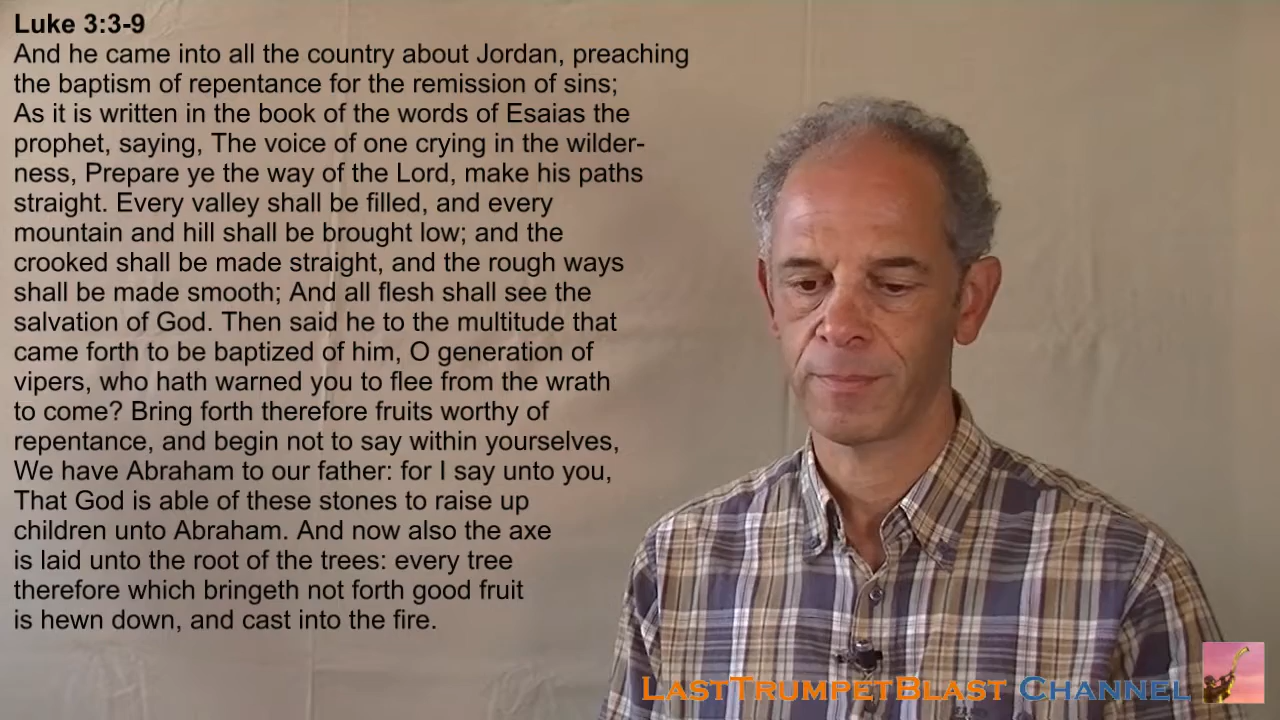 Luke 3:3-9
And he came into all the country about Jordan, preaching
the baptism of repentance for the remission of sins;
As it is written in the book of the words of Esaias the
prophet, saying, The voice of one crying in the wilder-
ness, Prepare ye the way of the Lord, make his paths
straight. Every valley shall be filled, and every
mountain and hill shall be brought low; and the
crooked shall be made straight, and the rough ways
shall be made smooth; And all flesh shall see the
salvation of God. Then said he to the multitude that
came forth to be baptized of him, O generation of
vipers, who hath warned you to flee from the wrath
to come? Bring forth therefore fruits worthy of
repentance, and begin not to say within yourselves,
We have Abraham to our father: for I say unto you,
That God is able of these stones to raise up
children unto Abraham. And now also the axe
is laid unto the root of the trees: every tree
therefore which bringeth not forth good fruit
is hewn down, and cast into the fire.
LastTrumpetBlast Channel